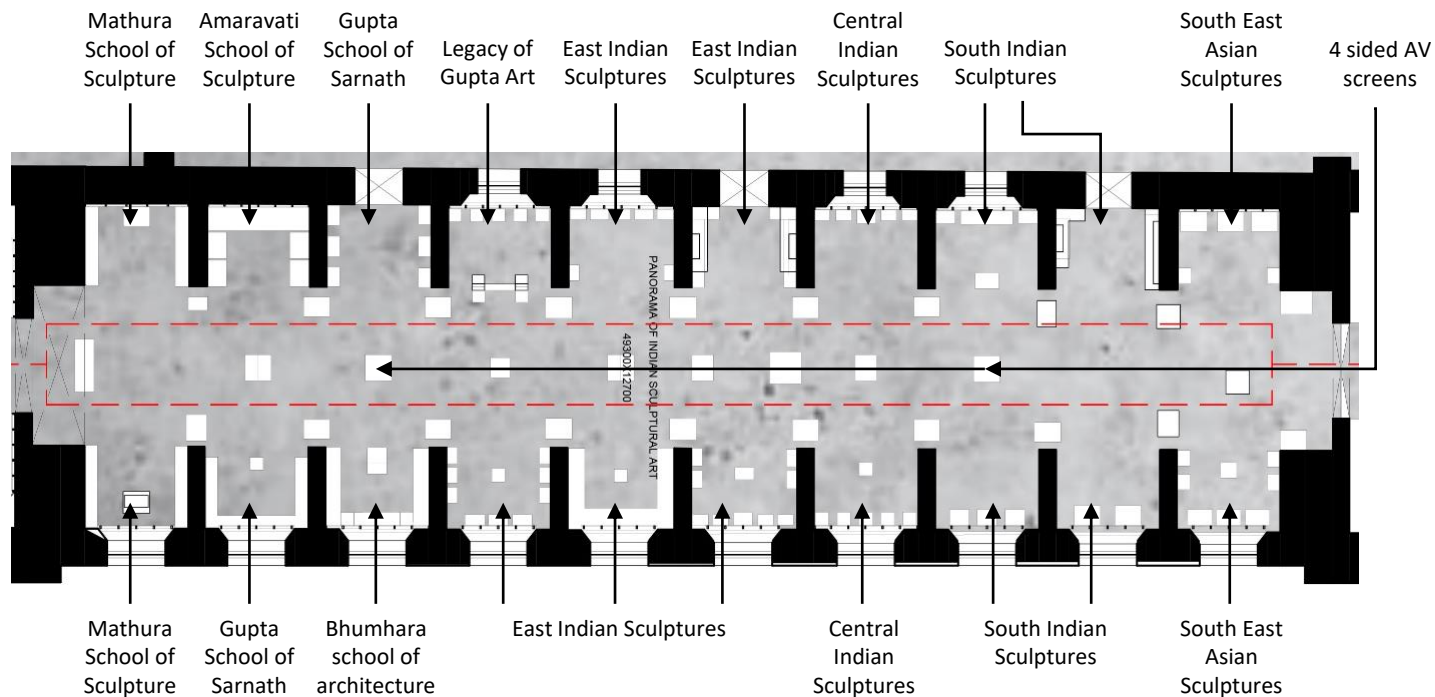 Mathura
School of
Sculpture
Amaravati
School of
Sculpture
Gupta
School of
Sarnath
Legacy of
Gupta Art
East Indian
Sculptures
East Indian
Sculptures
Central
Indian
Sculptures
South Indian
Sculptures
South East
Asian
Sculptures
4 sided AV
screens
PANORAMA OF INDIAN SCULPTURAL ART
49300X12700
Mathura
School of
Sculpture
Gupta
School of
Sarnath
Bhumhara
school of
architecture
East Indian Sculptures
Central
Indian
Sculptures
South Indian
Sculptures
South East
Asian
Sculptures